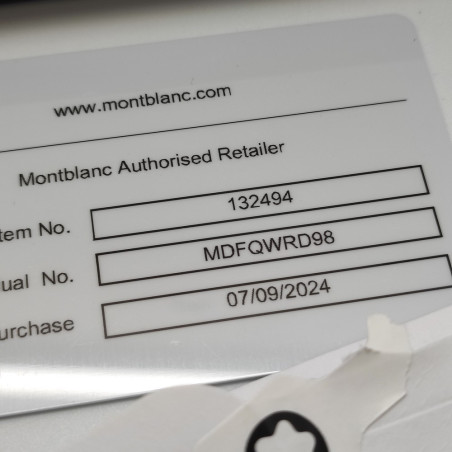 www.montblanc.com
Montblanc Authorised Retailer
tem No. 132494
ual No. MDFQWRD98
urchase 07/09/2024